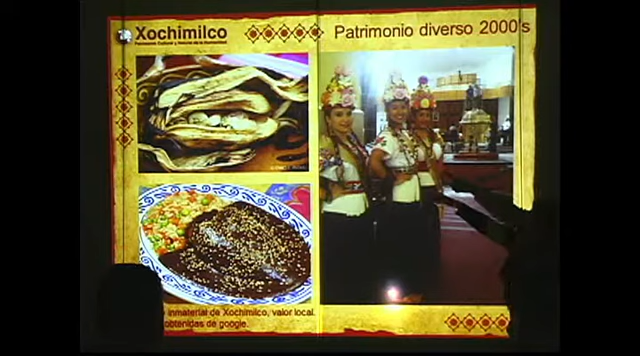 Xochimilco
Patrimonio Cultural y Natural de la Humanidad
Patrimonio diverso 2000's
inmaterial de Xochimilco, valor local.
obtenidas de google.